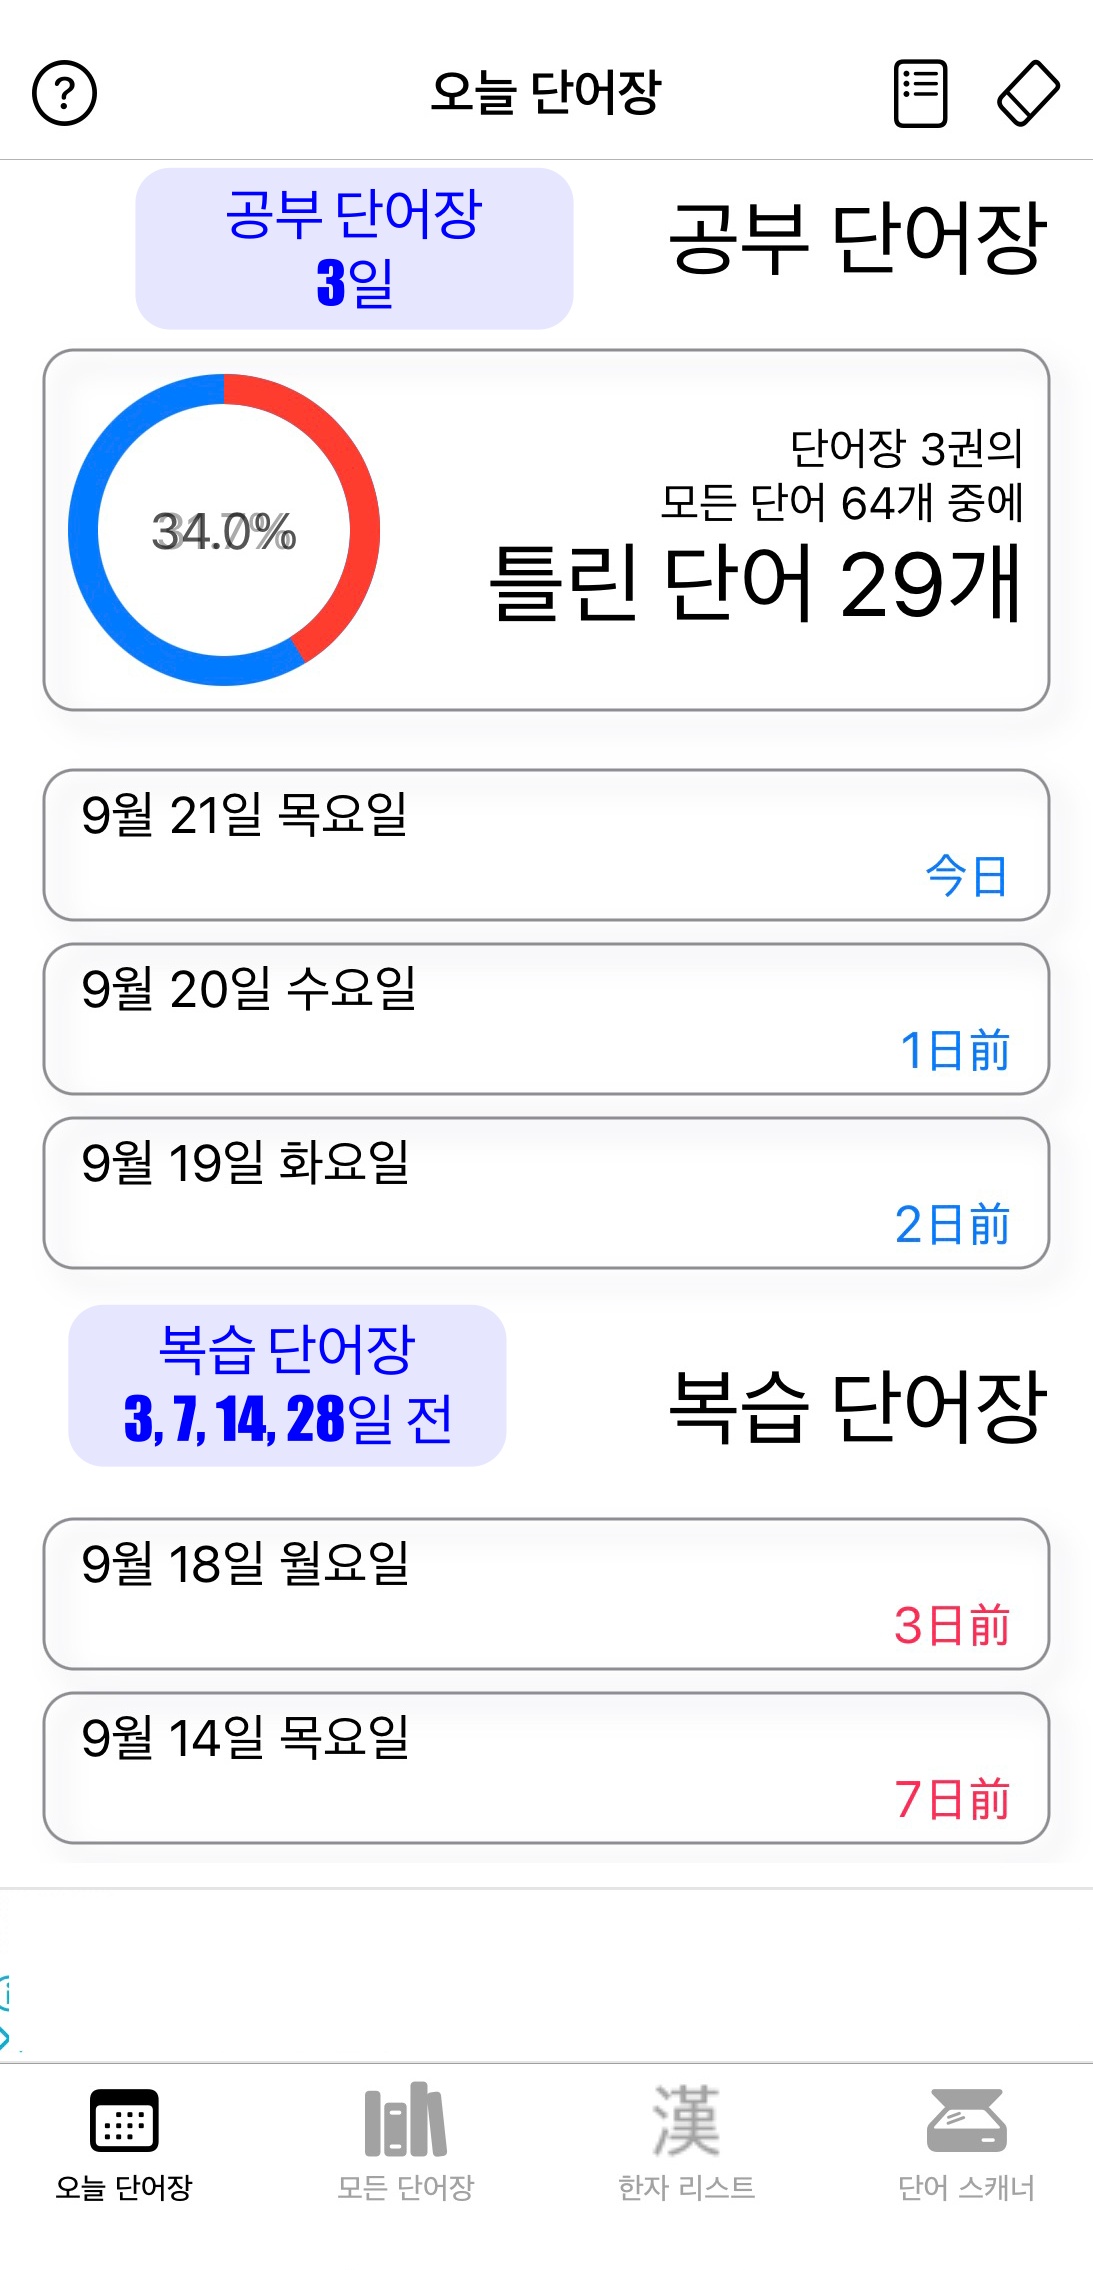 ?
오늘 단어장
공부 단어장
3일
공부 단어장
단어장 3권의
모든 단어 64개 중에
틀린 단어 29개
34.0%
9월 21일 목요일
今日
9월 20일 수요일
1日前
9월 19일 화요일
2日前
복습 단어장
3, 7, 14, 28일 전
복습 단어장
9월 18일 월요일
3日前
9월 14일 목요일
7日前
漢
오늘 단어장
모든 단어장
한자 리스트
단어 스캐너